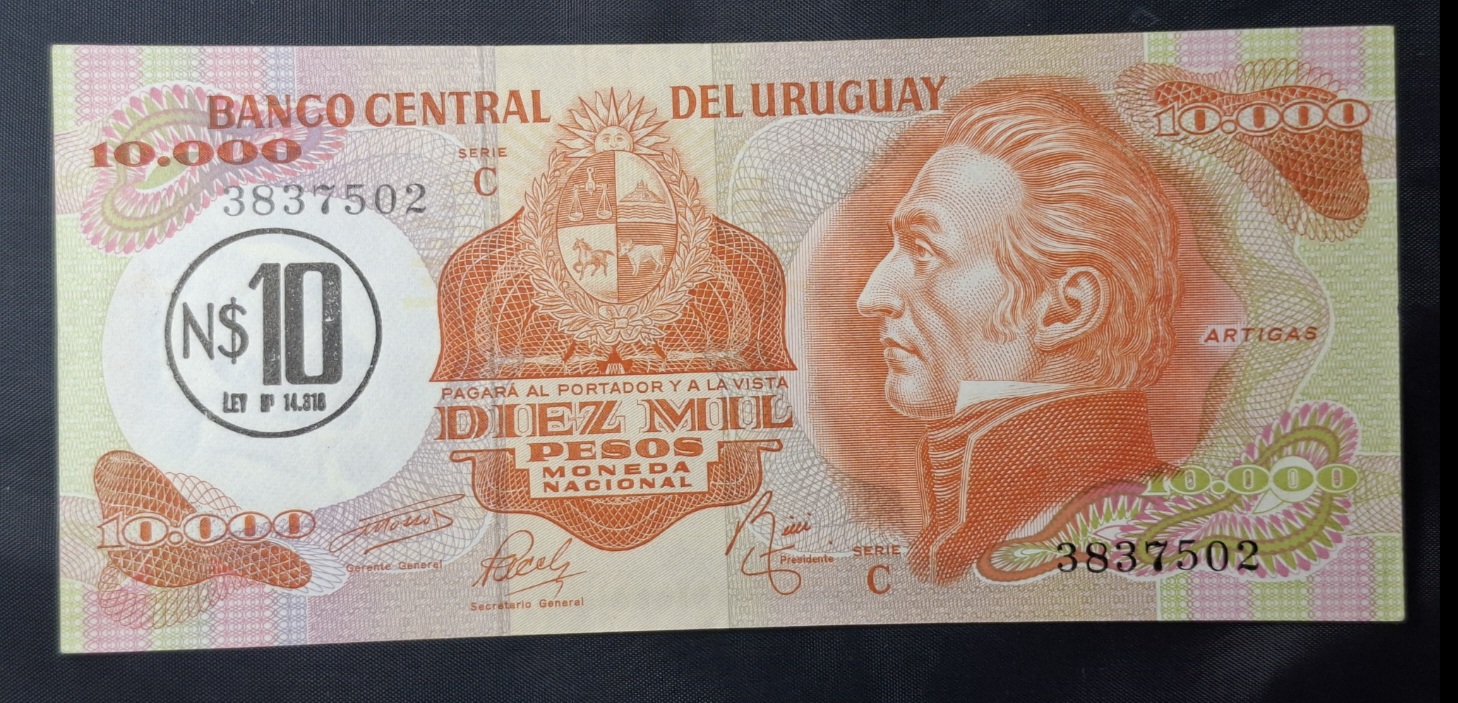 BANCO CENTRAL DEL URUGUAY
10.000
10.000
SERIE
C
3837502
N$ 10
LEY Nº 14.316
ARTIGAS
PAGARÁ AL PORTADOR Y A LA VISTA
DIEZ MIL
PESOS
MONEDA
NACIONAL
10.000
10.000
Gerente General
Secretario General
Presidente
SERIE
C
3837502